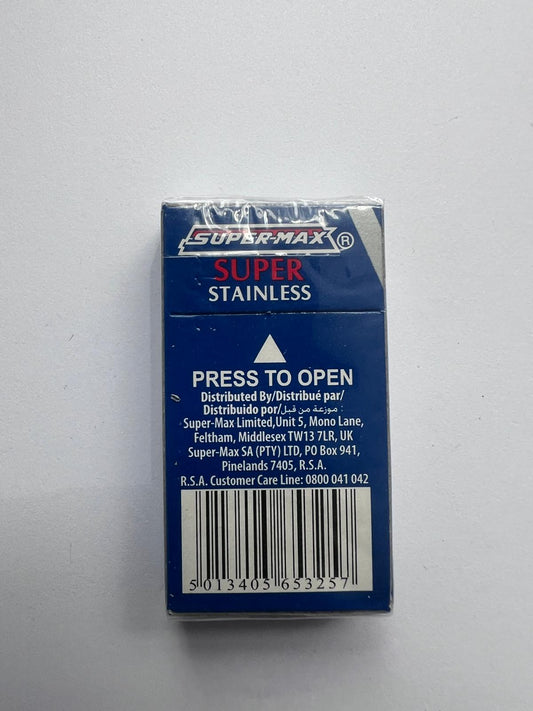 SUPER-MAX ®
SUPER
STAINLESS
PRESS TO OPEN
Distributed By/Distribué par/
Distribuido por/موزعة من قبل :
Super-Max Limited,Unit 5, Mono Lane,
Feltham, Middlesex TW13 7LR, UK
Super-Max SA (PTY) LTD, PO Box 941,
Pinelands 7405, R.S.A.
R.S.A. Customer Care Line: 0800 041 042
5 013405 653257